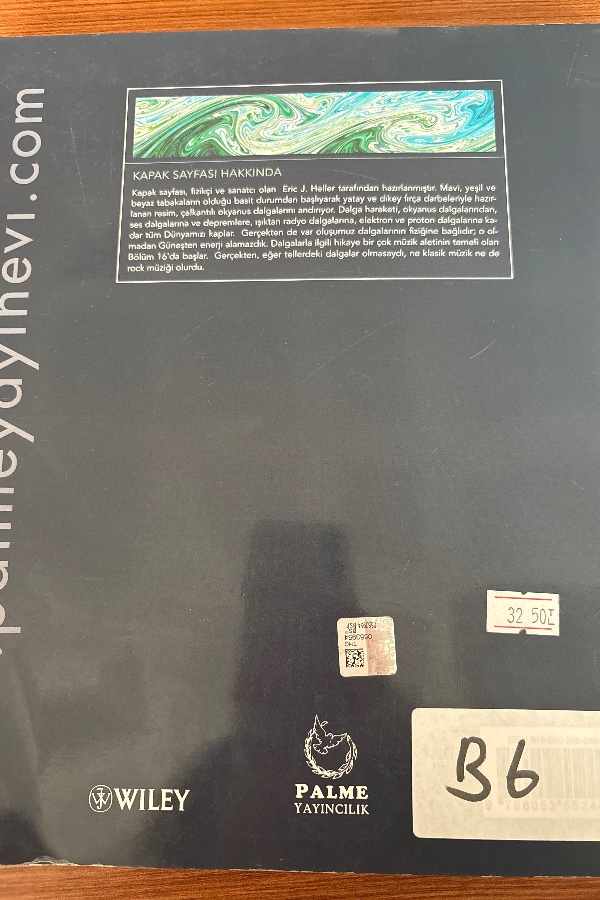 .palmeyayinevi.com
KAPAK SAYFASI HAKKINDA
Kapak sayfası, fizikçi ve sanatcı olan Eric J. Heller tarafından hazırlanmıştır. Mavi, yeşil ve
beyaz tabakaların olduğu basit durumdan başlıyarak yatay ve dikey fırça darbeleriyle hazır-
lanan resim, çalkantılı okyanus dalgalarını andırıyor. Dalga hareketi, okyanus dalgalarından,
ses dalgalarına ve depremlere, ışıktan radyo dalgalarına, elektron ve proton dalgalarına ka-
dar tüm Dünyamızı kaplar. Gerçekten de var oluşumuz dalgalarının fiziğine bağlıdır; o ol-
madan Güneşten enerji alamazdık. Dalgalarla ilgili hikaye bir çok müzik aletinin temeli olan
Bölüm 16'da başlar. Gerçekten, eğer tellerdeki dalgalar olmasaydı, ne klasik müzik ne de
rock müziği olurdu.
32 50TL
WILEY
PALME
YAYINCILIK
B6